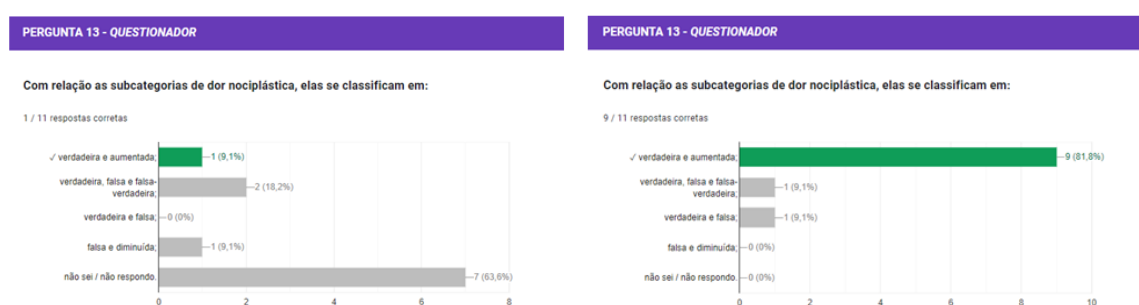 PERGUNTA 13 - QUESTIONADOR
Com relação as subcategorias de dor nociplástica, elas se classificam em:
1 / 11 respostas corretas
✓ verdadeira e aumentada;
1 (9,1%)
verdadeira, falsa e falsa-
verdadeira;
2 (18,2%)
verdadeira e falsa;
0 (0%)
falsa e diminuída;
1 (9,1%)
não sei / não respondo.
7 (63,6%)
0 2 4 6 8
PERGUNTA 13 - QUESTIONADOR
Com relação as subcategorias de dor nociplástica, elas se classificam em:
9 / 11 respostas corretas
✓ verdadeira e aumentada;
9 (81,8%)
verdadeira, falsa e falsa-
verdadeira;
1 (9,1%)
verdadeira e falsa;
1 (9,1%)
falsa e diminuída;
0 (0%)
não sei / não respondo.
0 (0%)
0 2 4 6 8 10